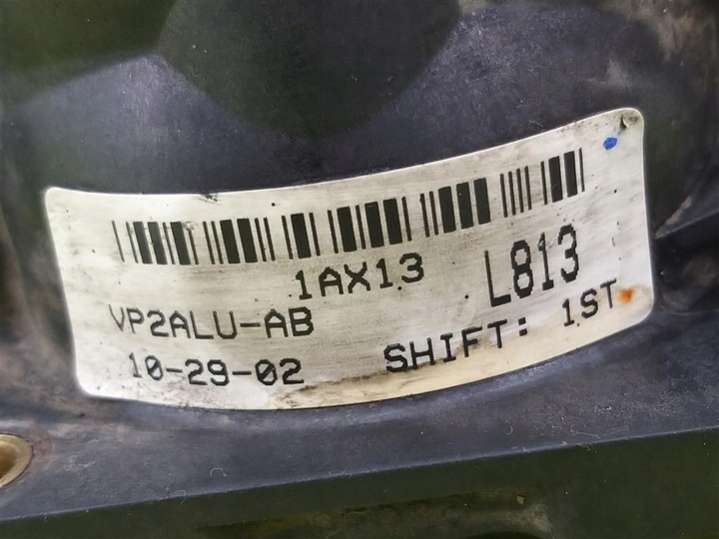 1AX13
L813
VP2ALU-AB
10-29-02
SHIFT: 1ST